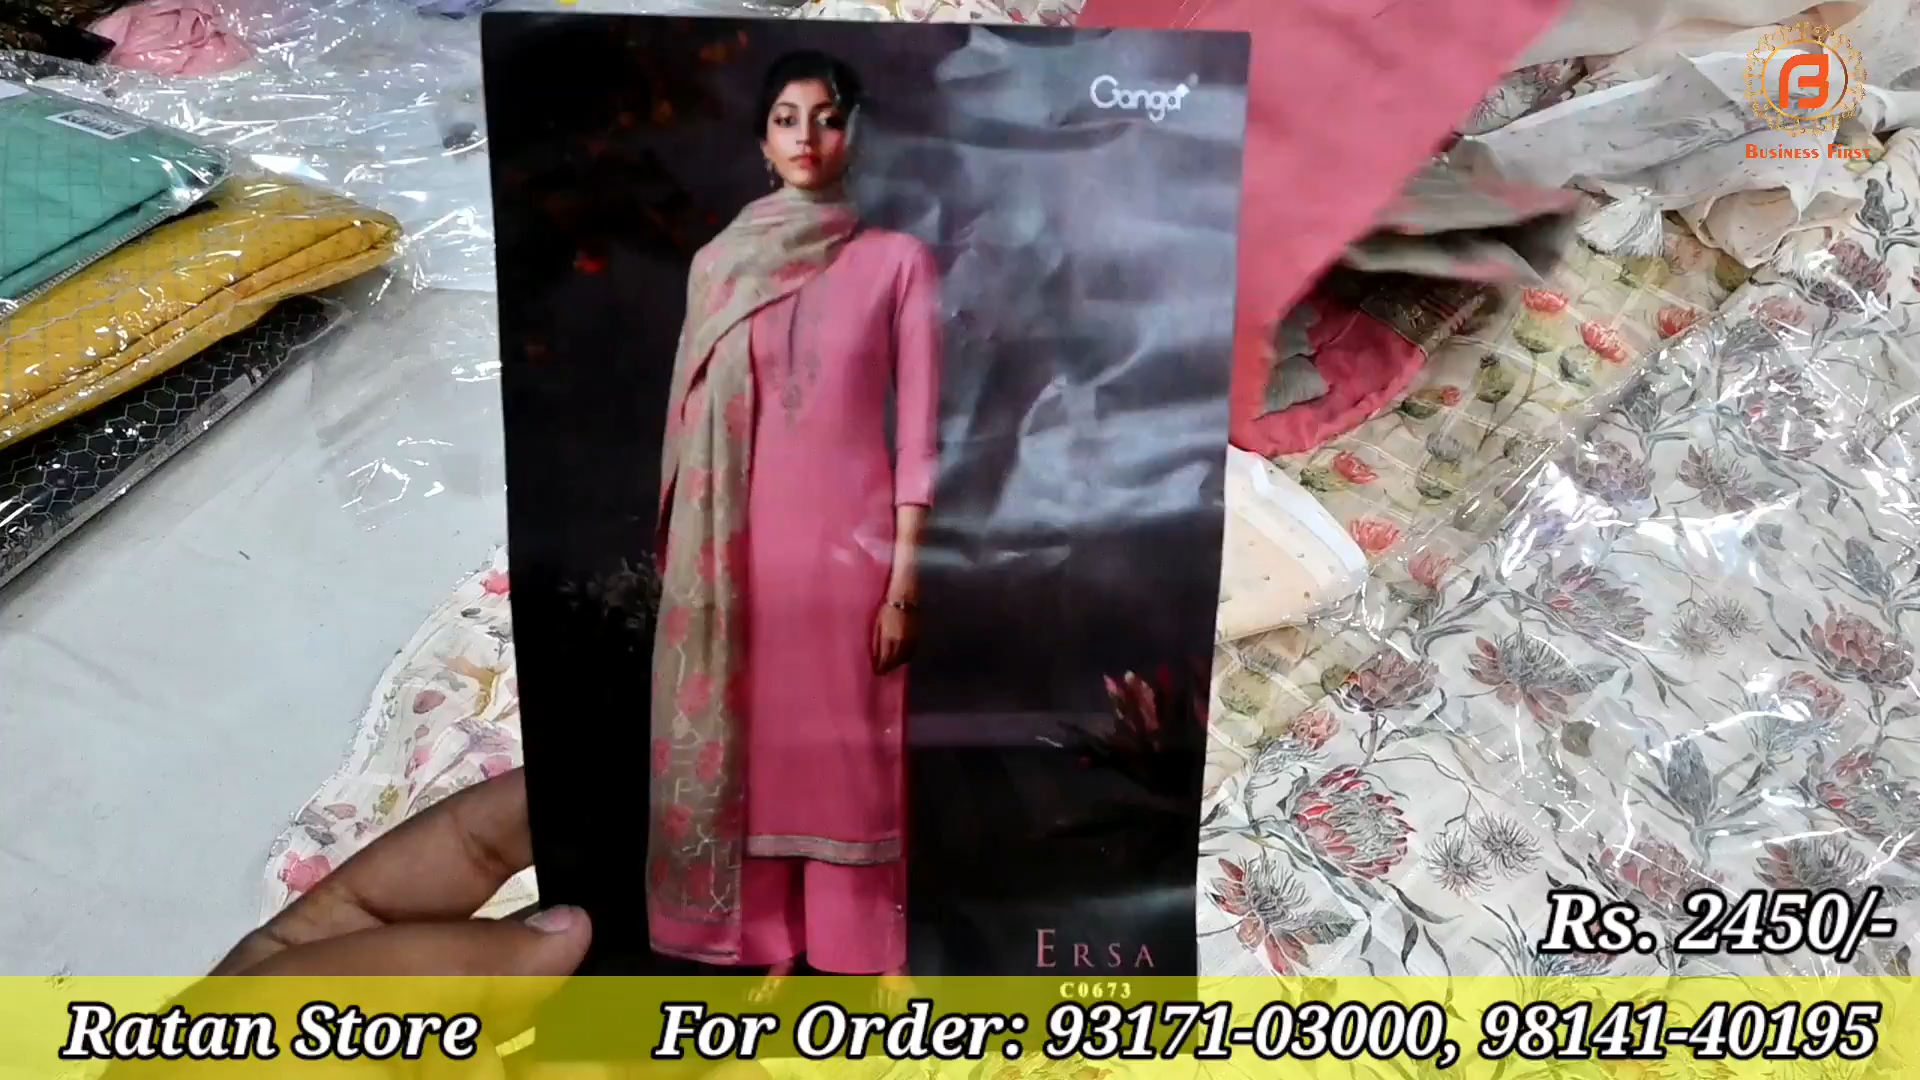 Ganga
BUSINESS FIRST
ERSA
C0673
Rs. 2450/-
Ratan Store
For Order: 93171-03000, 98141-40195